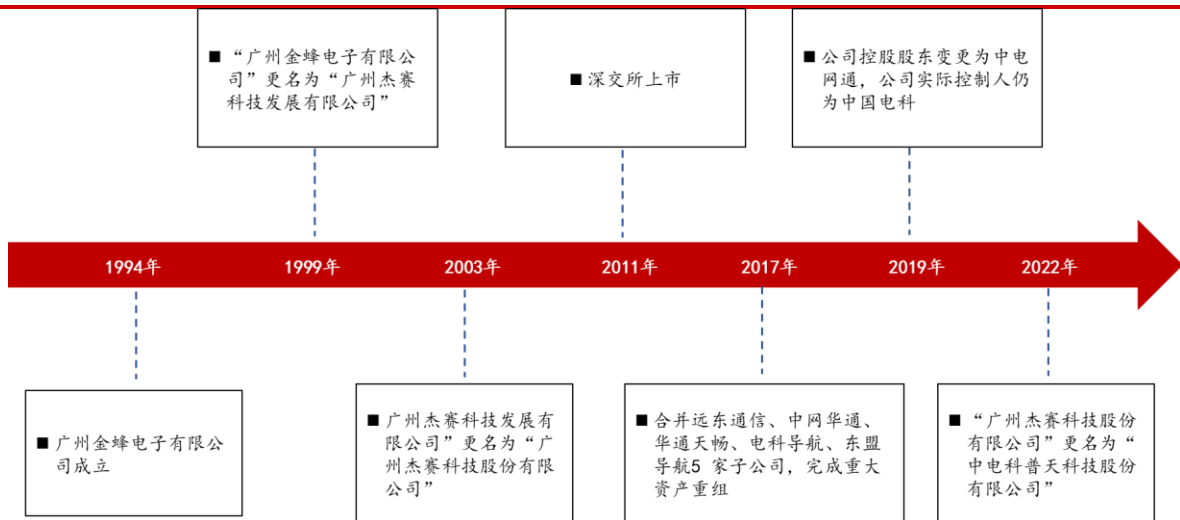 ■ “广州金蜂电子有限公
司”更名为“广州杰赛
科技发展有限公司”
■ 深交所上市
■ 公司控股股东变更为中电
网通，公司实际控制人仍
为中国电科
1994年
1999年
2003年
2011年
2017年
2019年
2022年
■ 广州金蜂电子有限公
司成立
■ 广州杰赛科技发展有
限公司”更名为“广
州杰赛科技股份有限
公司”
■ 合并远东通信、中网华通、
华通天畅、电科导航、东盟
导航5 家子公司，完成重大
资产重组
■ “广州杰赛科技股份
有限公司”更名为“
中电科普天科技股份
有限公司”